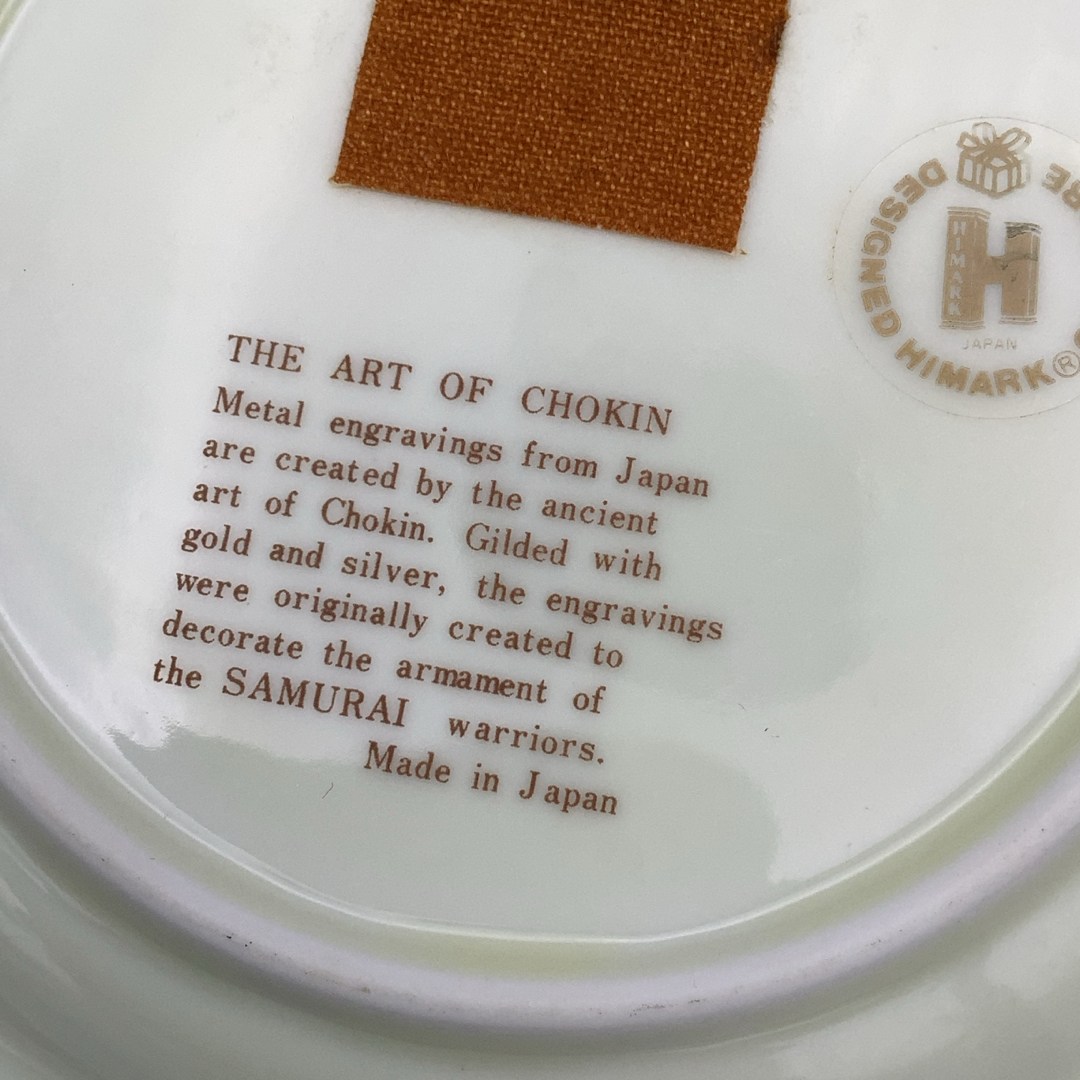 THE ART OF CHOKIN
Metal engravings from Japan
are created by the ancient
art of Chokin. Gilded with
gold and silver, the engravings
were originally created to
decorate the armament of
the SAMURAI warriors.
Made in Japan
DESIGNED HIMARK®
HIMARK
H
JAPAN